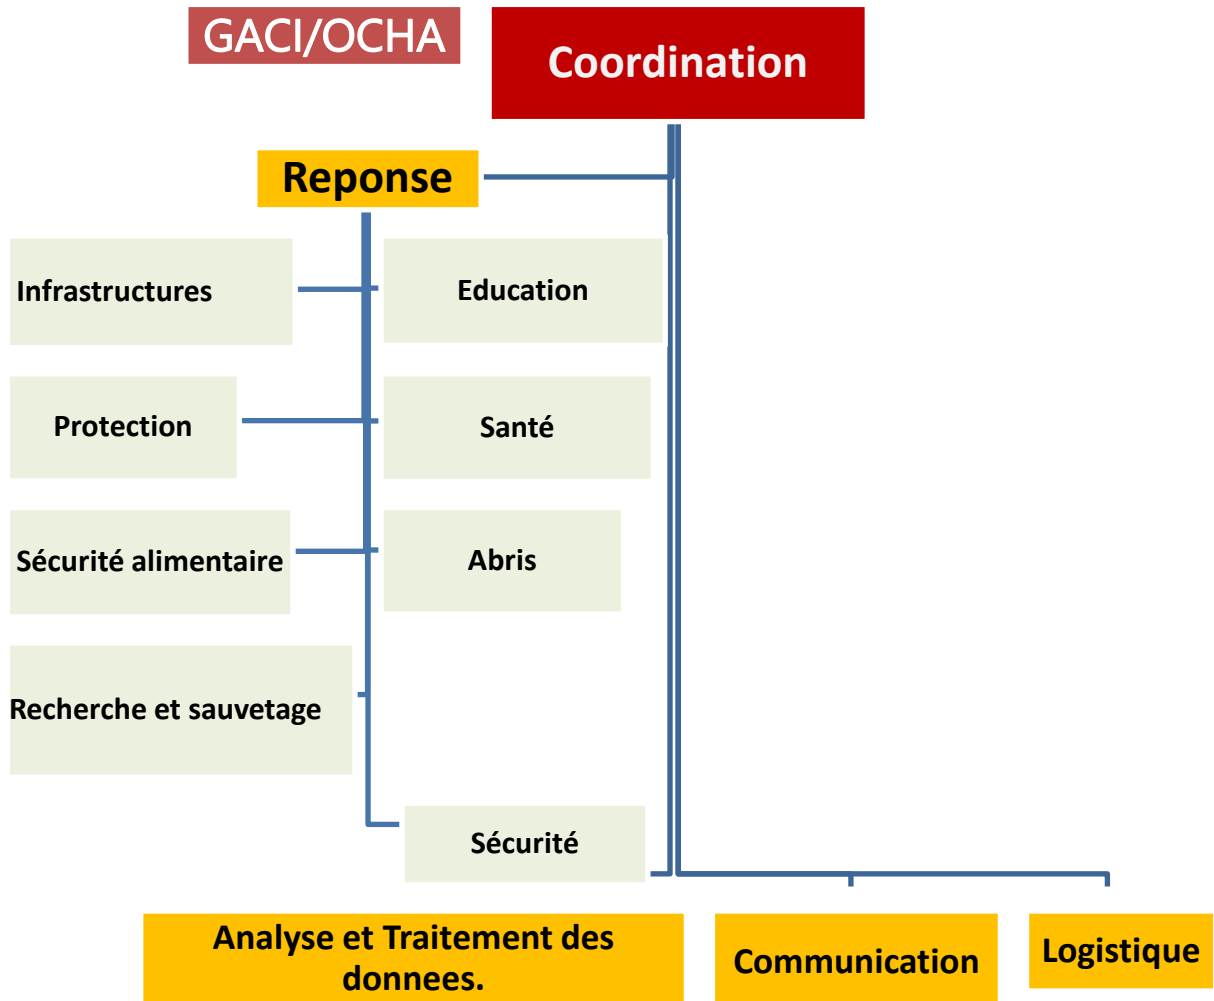 GACI/OCHA
Coordination
Reponse
Infrastructures
Education
Protection
Santé
Sécurité alimentaire
Abris
Recherche et sauvetage
Sécurité
Analyse et Traitement des
donnees.
Communication
Logistique